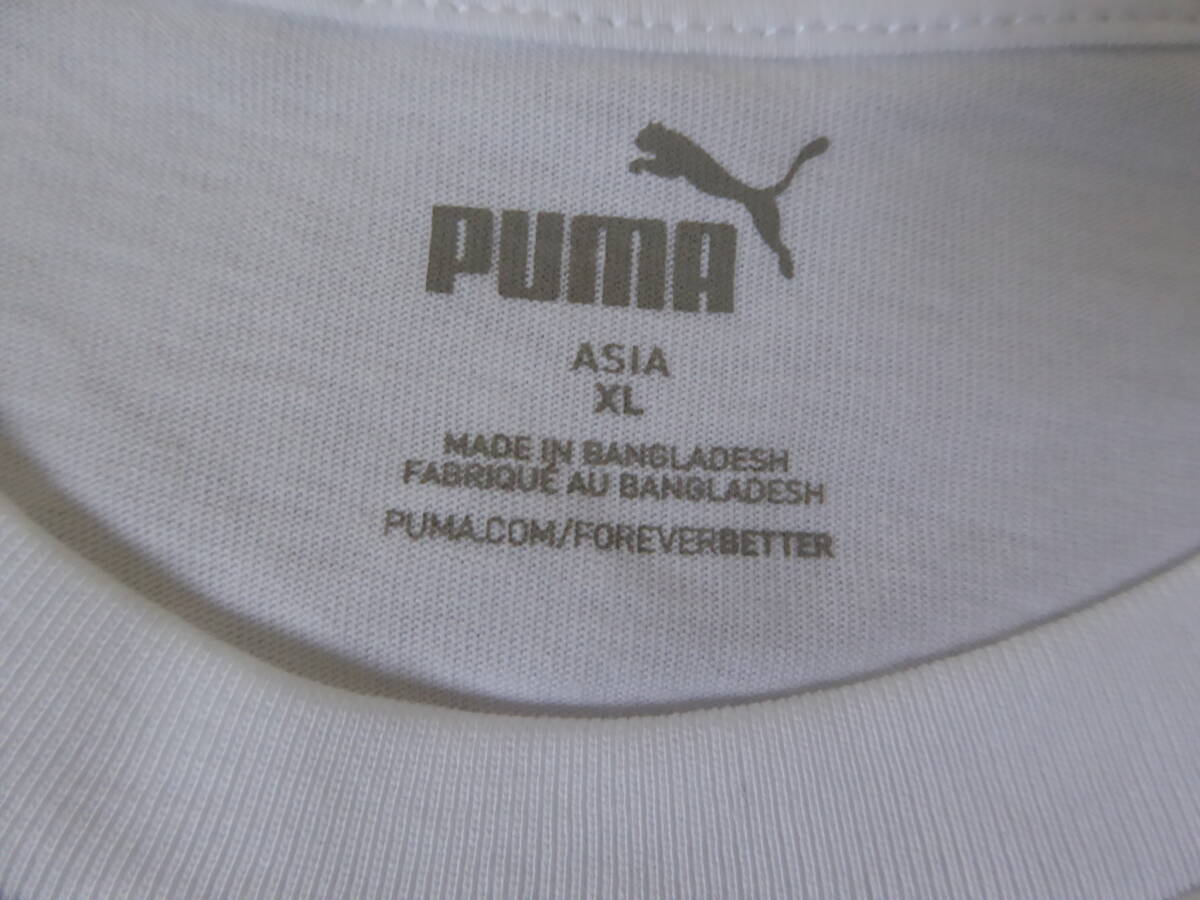 PUMA
ASIA
XL
MADE IN BANGLADESH
FABRIQUÉ AU BANGLADESH
PUMA.COM/FOREVERBETTER